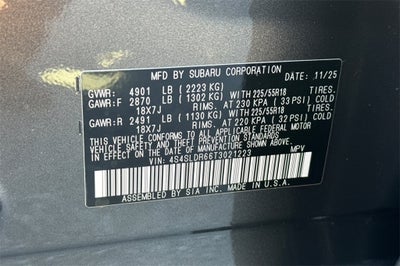 MFD BY SUBARU CORPORATION DATE: 11/25
GVWR: 4901 LB (2223 KG)
GAWR:F 2870 LB (1302 KG) WITH 225/55R18 TIRES,
18X7J RIMS, AT 230 KPA (33 PSI) COLD
GAWR:R 2491 LB (1130 KG) WITH 225/55R18 TIRES,
18X7J RIMS, AT 220 KPA (32 PSI) COLD
THIS VEHICLE CONFORMS TO ALL APPLICABLE FEDERAL
MOTOR VEHICLE SAFETY AND THEFT PREVENTION STANDARDS
IN EFFECT ON THE DATE OF MANUFACTURE SHOWN ABOVE.
VIN: 4S4SLDR66T3021223 MPV
ASSEMBLED BY
SIA INC. MADE IN U.S.A.